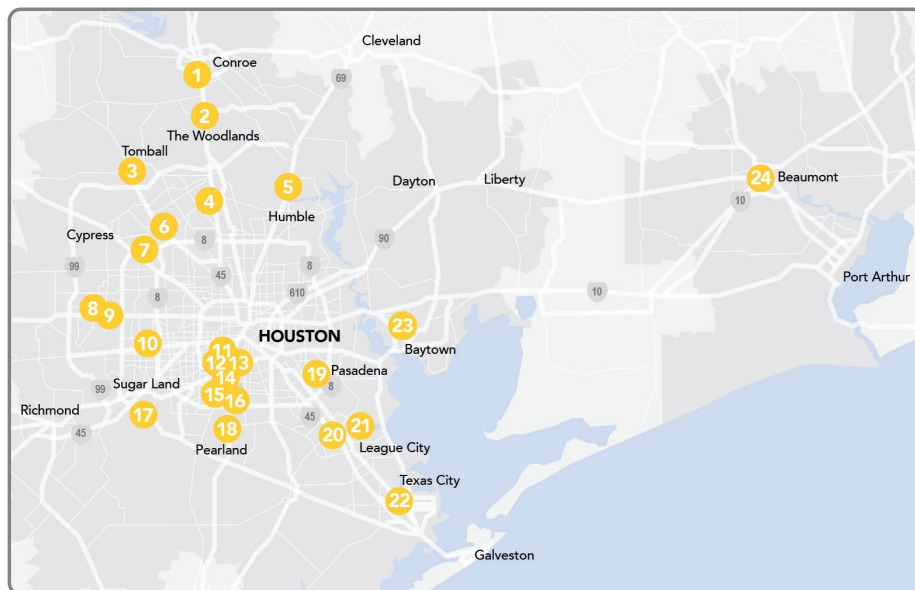 Cleveland
Conroe
1
69
2
The Woodlands
Tomball
3
5
Dayton
Liberty
24
Beaumont
4
10
Humble
6
Cypress
7
8
90
99
45
8
Port Arthur
8
610
10
8
9
23
HOUSTON
10
11
Baytown
12
13
19
Pasadena
14
8
Sugar Land
99
15
16
Richmond
17
45
21
45
18
20
Pearland
League City
Texas City
22
Galveston